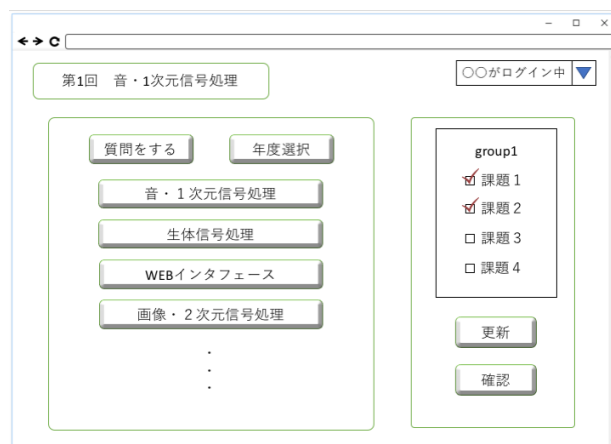 第1回　音・1次元信号処理
○○がログイン中
質問をする
年度選択
音・１次元信号処理
生体信号処理
WEBインタフェース
画像・２次元信号処理
group1
課題１
課題２
課題３
課題４
更新
確認